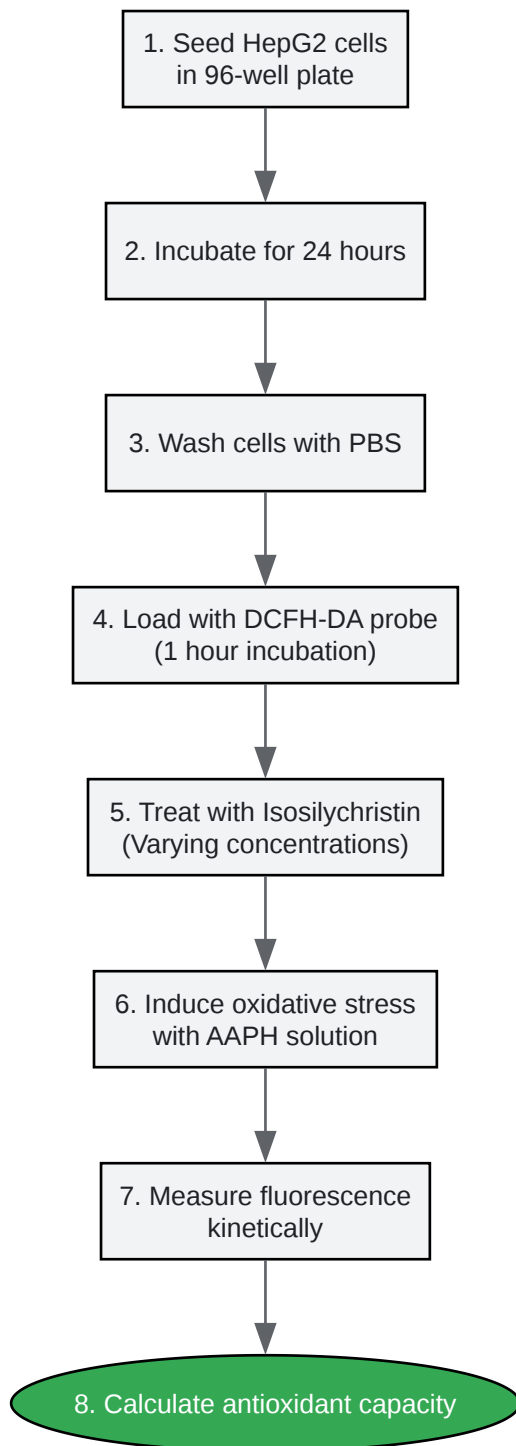 1. Seed HepG2 cells
in 96-well plate
2. Incubate for 24 hours
3. Wash cells with PBS
4. Load with DCFH-DA probe
(1 hour incubation)
5. Treat with Isosilychristin
(Varying concentrations)
6. Induce oxidative stress
with AAPH solution
7. Measure fluorescence
kinetically
8. Calculate antioxidant capacity